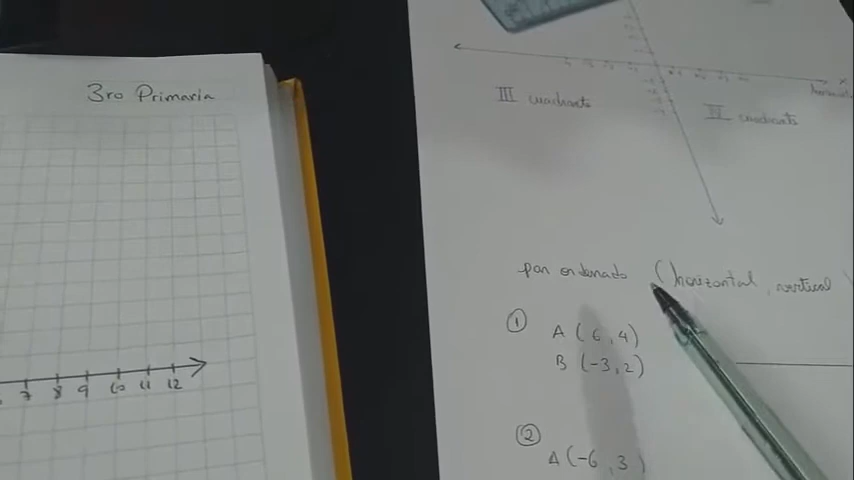 3ro Primaria
7 8 9 10 11 12
x
III cuadrante
IV cuadrante
par ordenado ( ) horizontal, vertical
① A (6, 4)
B (-3, 2)
② A (-6, 3)